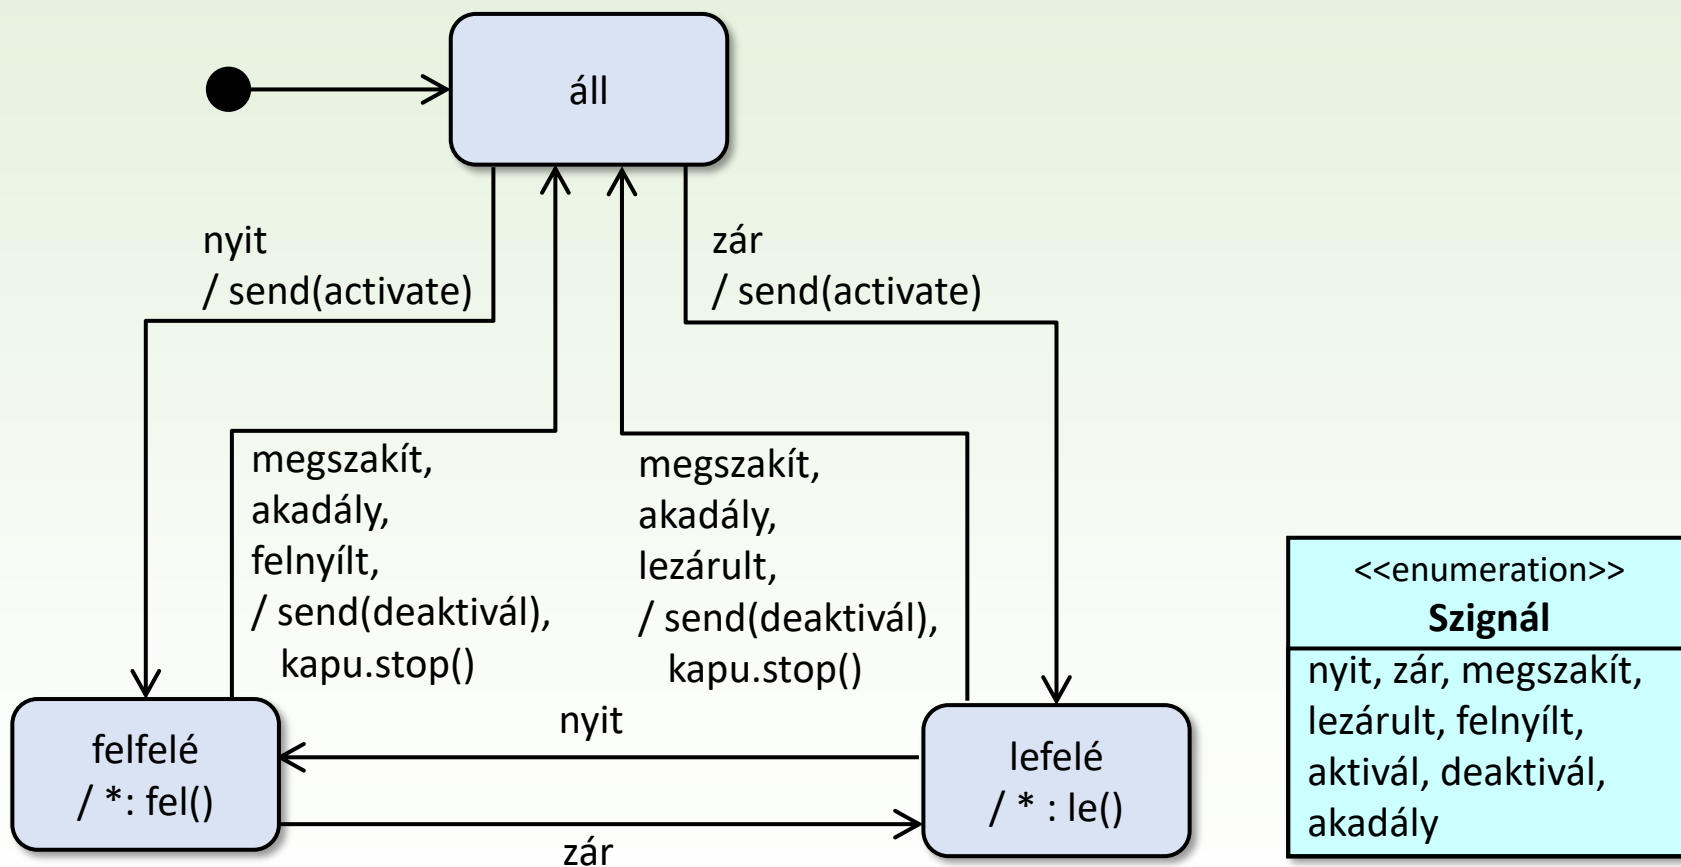 áll
nyit
/ send(activate)
zár
/ send(activate)
megszakít,
akadály,
felnyílt,
/ send(deaktivál),
kapu.stop()
megszakít,
akadály,
lezárult,
/ send(deaktivál),
kapu.stop()
felfelé
/ *: fel()
nyit
zár
lefelé
/ * : le()
<<enumeration>>
Szignál
nyit, zár, megszakít,
lezárult, felnyílt,
aktivál, deaktivál,
akadály